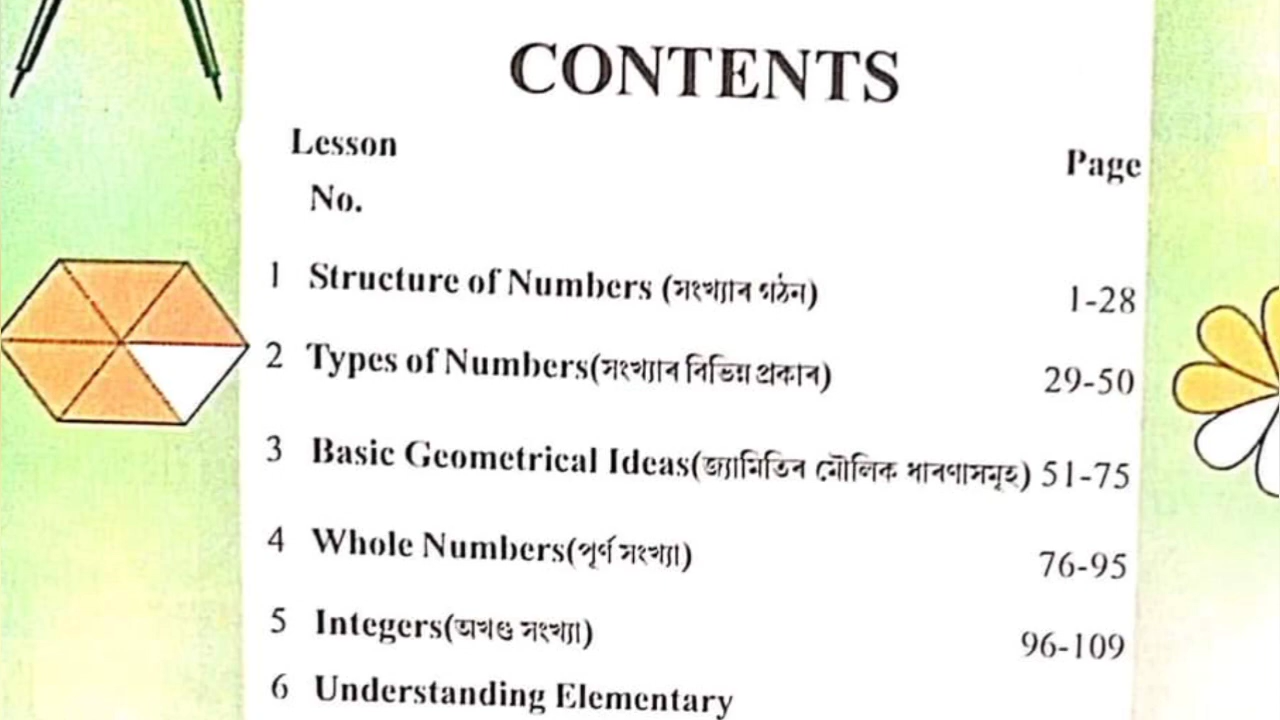 CONTENTS
Lesson
No.
Page
1 Structure of Numbers (সংখ্যাৰ গঠন) 1-28
2 Types of Numbers(সংখ্যাৰ বিভিন্ন প্ৰকাৰ) 29-50
3 Basic Geometrical Ideas(জ্যামিতিৰ মৌলিক ধাৰণাসমূহ) 51-75
4 Whole Numbers(পূৰ্ণ সংখ্যা) 76-95
5 Integers(অখণ্ড সংখ্যা) 96-109
6 Understanding Elementary